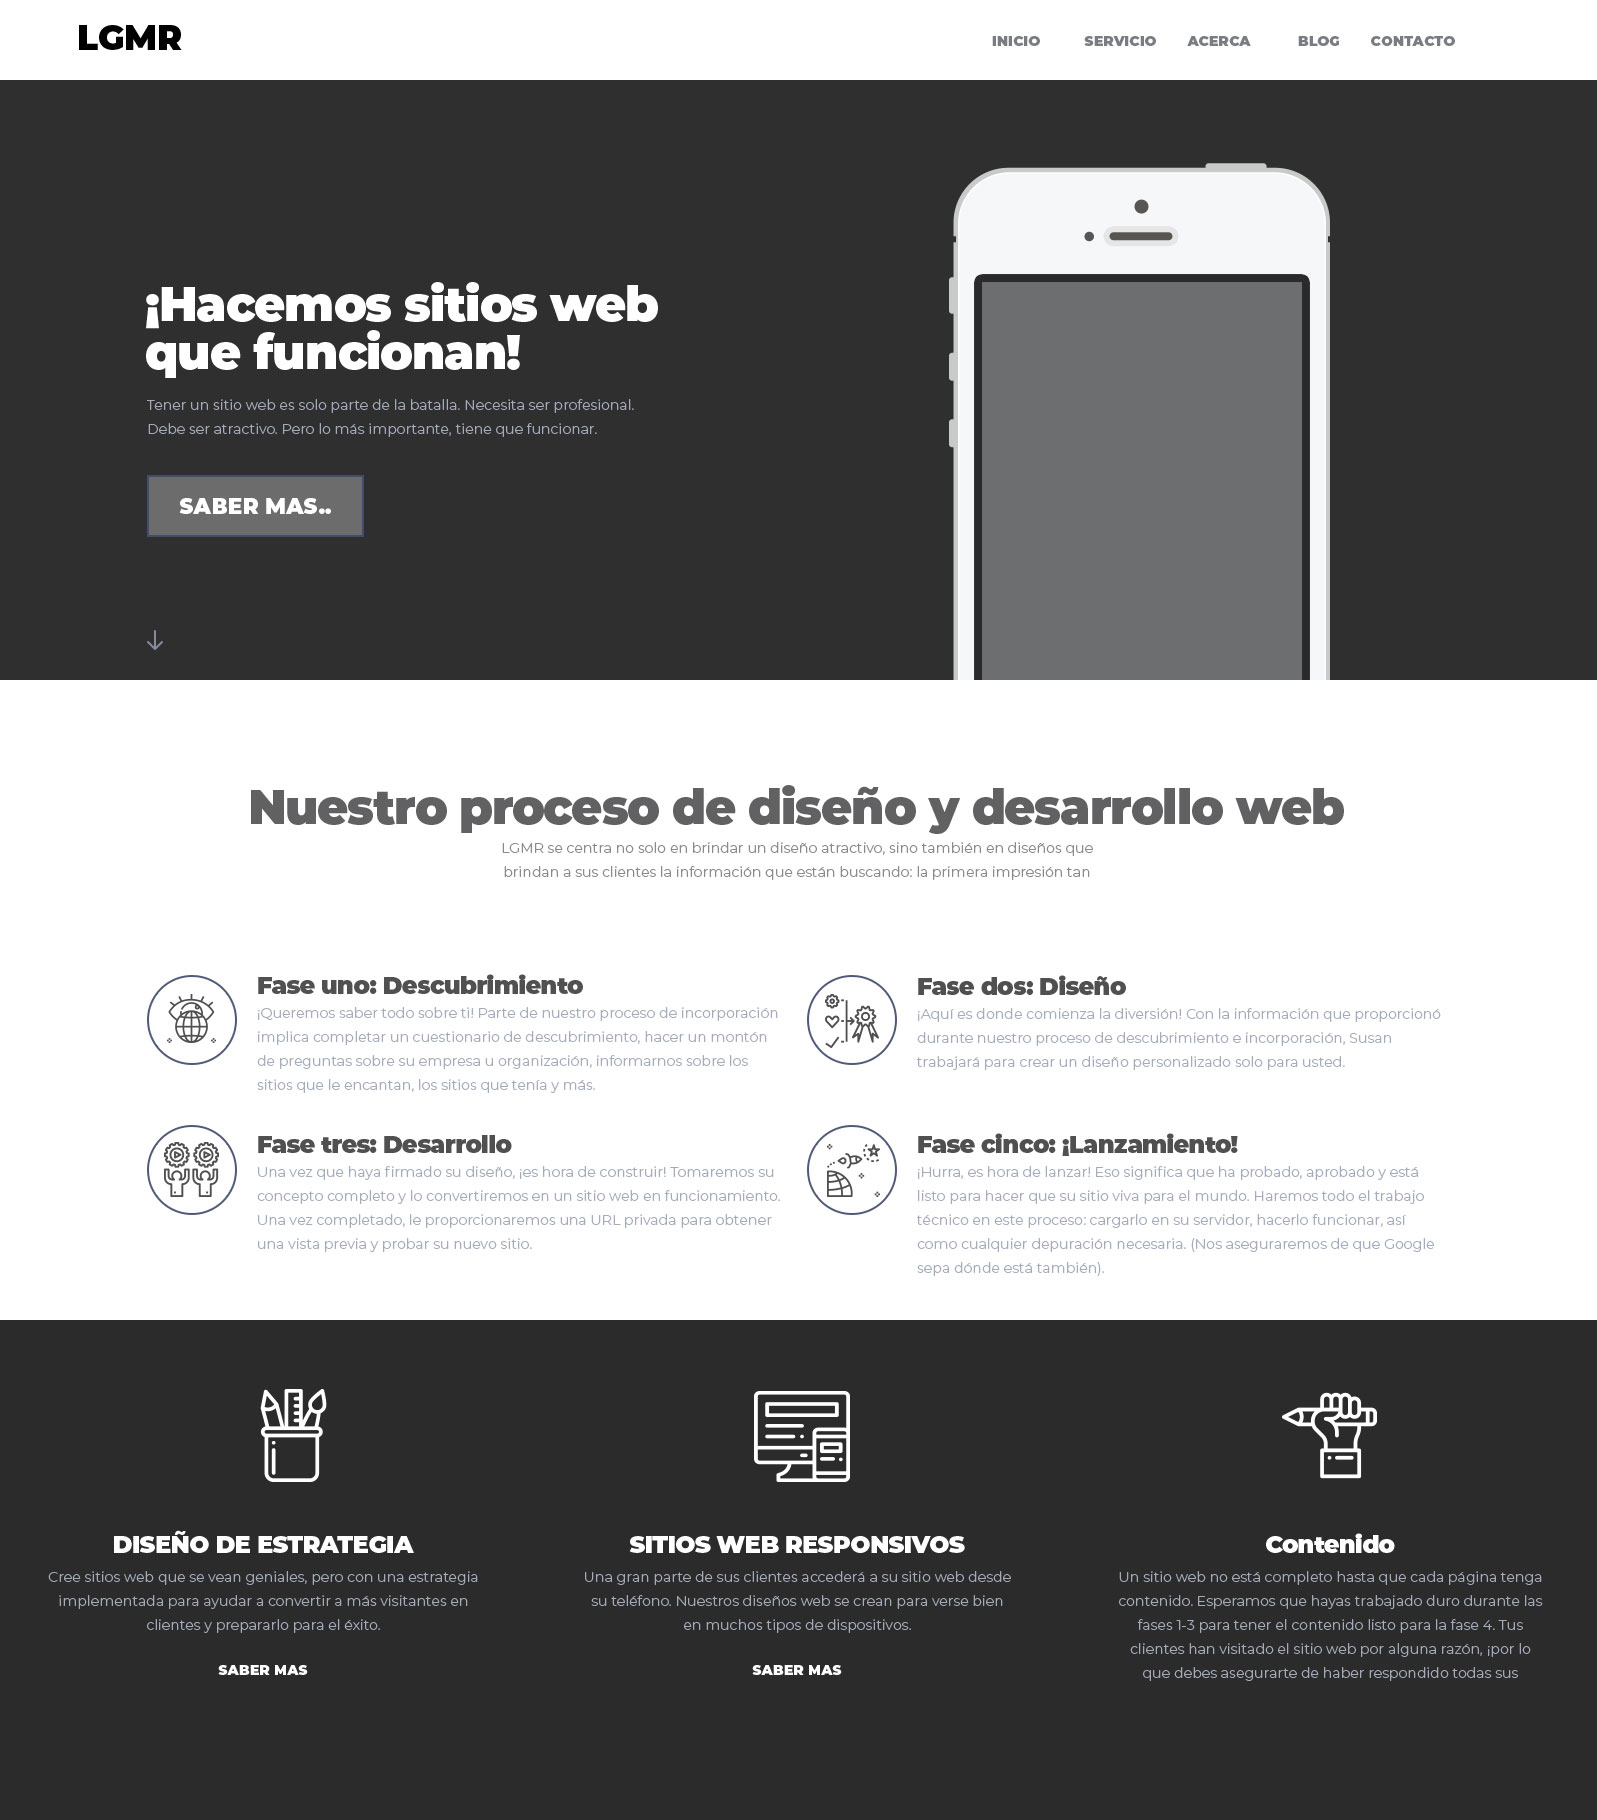 LGMR
INICIO SERVICIO ACERCA BLOG CONTACTO
¡Hacemos sitios web
que funcionan!
Tener un sitio web es solo parte de la batalla. Necesita ser profesional.
Debe ser atractivo. Pero lo más importante, tiene que funcionar.
SABER MAS..
Nuestro proceso de diseño y desarrollo web
LGMR se centra no solo en brindar un diseño atractivo, sino también en diseños que
brindan a sus clientes la información que están buscando: la primera impresión tan
Fase uno: Descubrimiento
¡Queremos saber todo sobre ti! Parte de nuestro proceso de incorporación
implica completar un cuestionario de descubrimiento, hacer un montón
de preguntas sobre su empresa u organización, informarnos sobre los
sitios que le encantan, los sitios que tenía y más.
Fase dos: Diseño
¡Aquí es donde comienza la diversión! Con la información que proporcionó
durante nuestro proceso de descubrimiento e incorporación, Susan
trabajará para crear un diseño personalizado solo para usted.
Fase tres: Desarrollo
Una vez que haya firmado su diseño, ¡es hora de construir! Tomaremos su
concepto completo y lo convertiremos en un sitio web en funcionamiento.
Una vez completado, le proporcionaremos una URL privada para obtener
una vista previa y probar su nuevo sitio.
Fase cinco: ¡Lanzamiento!
¡Hurra, es hora de lanzar! Eso significa que ha probado, aprobado y está
listo para hacer que su sitio viva para el mundo. Haremos todo el trabajo
técnico en este proceso: cargarlo en su servidor, hacerlo funcionar, así
como cualquier depuración necesaria. (Nos aseguraremos de que Google
sepa dónde está también).
DISEÑO DE ESTRATEGIA
Cree sitios web que se vean geniales, pero con una estrategia
implementada para ayudar a convertir a más visitantes en
clientes y prepararlo para el éxito.
SABER MAS
SITIOS WEB RESPONSIVOS
Una gran parte de sus clientes accederá a su sitio web desde
su teléfono. Nuestros diseños web se crean para verse bien
en muchos tipos de dispositivos.
SABER MAS
Contenido
Un sitio web no está completo hasta que cada página tenga
contenido. Esperamos que hayas trabajado duro durante las
fases 1-3 para tener el contenido listo para la fase 4. Tus
clientes han visitado el sitio web por alguna razón, ¡por lo
que debes asegurarte de haber respondido todas sus